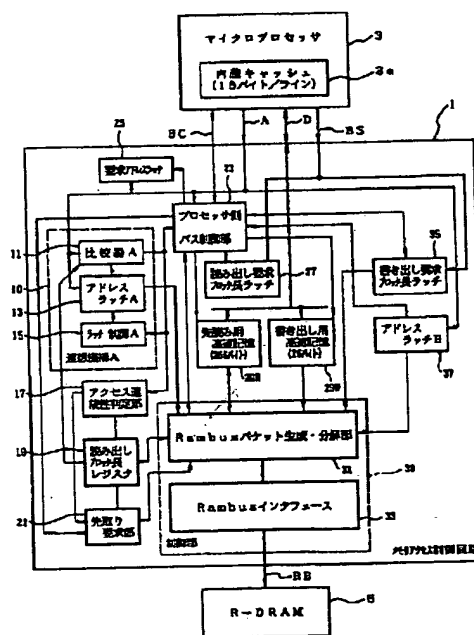 マイクロプロセッサ
3
内蔵キャッシュ
(16バイト/ライン)
3a
BC
A
D
BS
1
23
要求アドレスラッチ
22
プロセッサ側
バス制御部
11
比較器A
10
13
アドレス
ラッチA
15
ラッチ制御A
連想機構A
読み出し要求
ブロック長ラッチ
27
書き出し要求
ブロック長ラッチ
35
アドレス
ラッチB
37
先読み用
高速記憶
書き出し用
高速記憶
17
アクセス連
続性判定部
19
読み出し
ブロック長
レジスタ
21
先取り
要求部
Rambusパケット生成・分解部
31
30
Rambusインタフェース
33
制御部
メモリアクセス制御回路
RB
R-DRAM
5